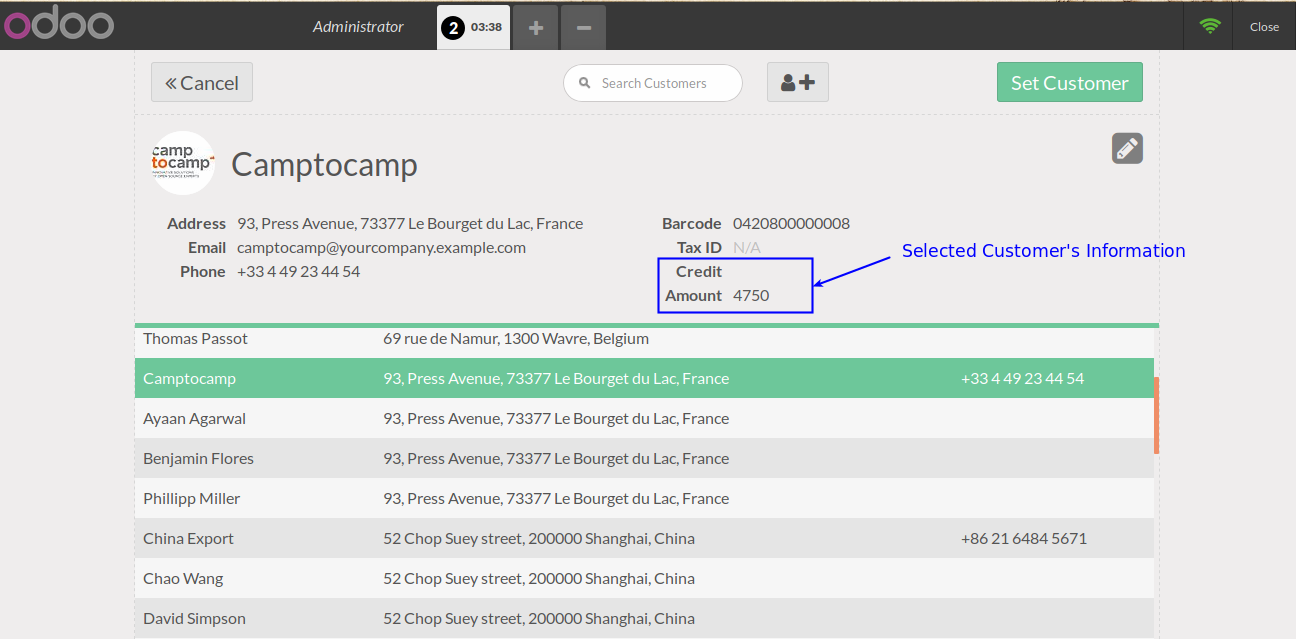 odoo
Administrator
2 03:38
Close
Cancel
Search Customers
Set Customer
camp
tocamp
Camptocamp
Address 93, Press Avenue, 73377 Le Bourget du Lac, France
Email camptocamp@yourcompany.example.com
Phone +33 4 49 23 44 54
Barcode 0420800000008
Tax ID N/A
Credit
Amount 4750
Selected Customer's Information
Thomas Passot 69 rue de Namur, 1300 Wavre, Belgium
Camptocamp 93, Press Avenue, 73377 Le Bourget du Lac, France +33 4 49 23 44 54
Ayaan Agarwal 93, Press Avenue, 73377 Le Bourget du Lac, France
Benjamin Flores 93, Press Avenue, 73377 Le Bourget du Lac, France
Phillipp Miller 93, Press Avenue, 73377 Le Bourget du Lac, France
China Export 52 Chop Suey street, 200000 Shanghai, China +86 21 6484 5671
Chao Wang 52 Chop Suey street, 200000 Shanghai, China
David Simpson 52 Chop Suey street, 200000 Shanghai, China